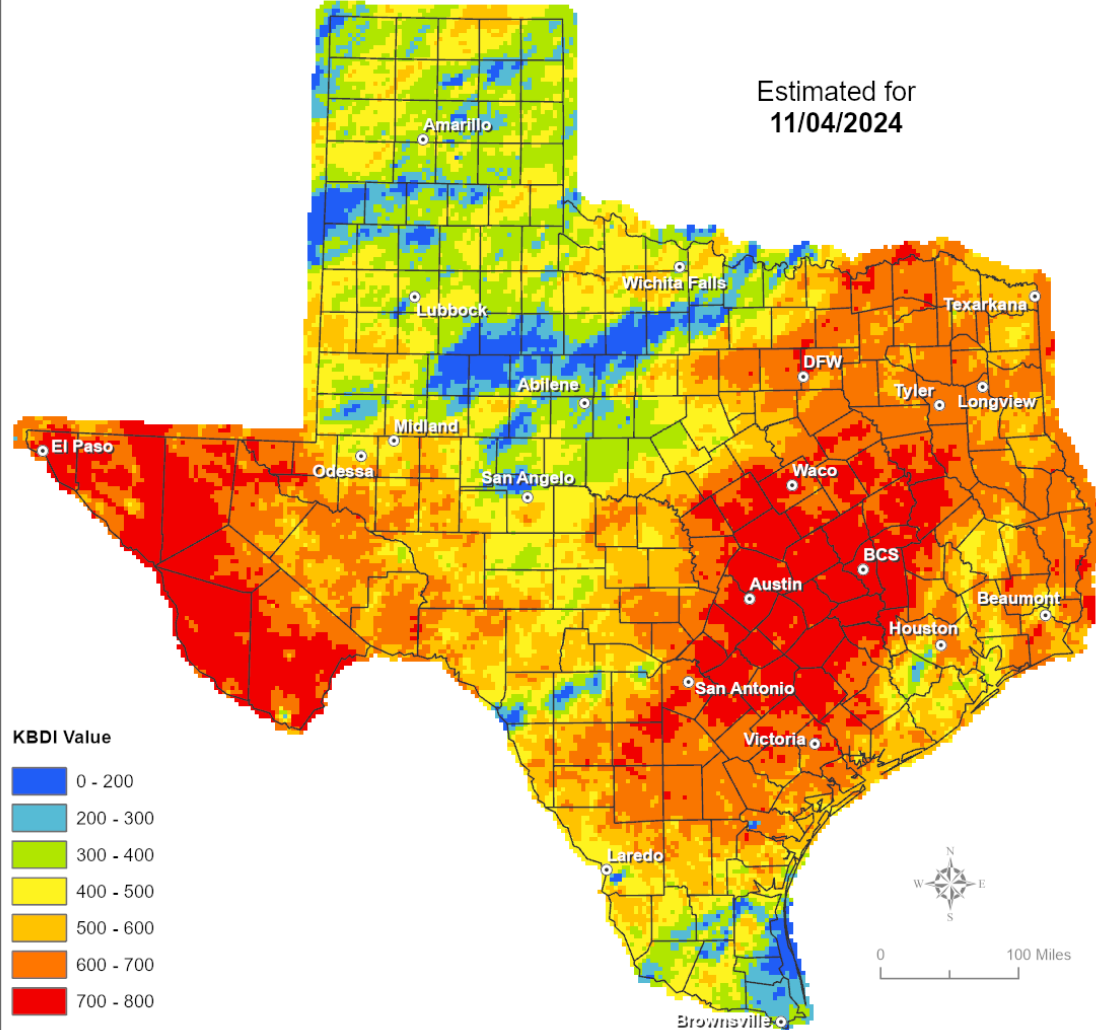 Estimated for
11/04/2024
Amarillo
Wichita Falls
Lubbock
Texarkana
DFW
Abilene
Tyler
Longview
Midland
El Paso
Odessa
San Angelo
Waco
BCS
Austin
Beaumont
Houston
San Antonio
Victoria
Laredo
Brownsville
KBDI Value
0 - 200
200 - 300
300 - 400
400 - 500
500 - 600
600 - 700
700 - 800
N
W E
S
0 100 Miles